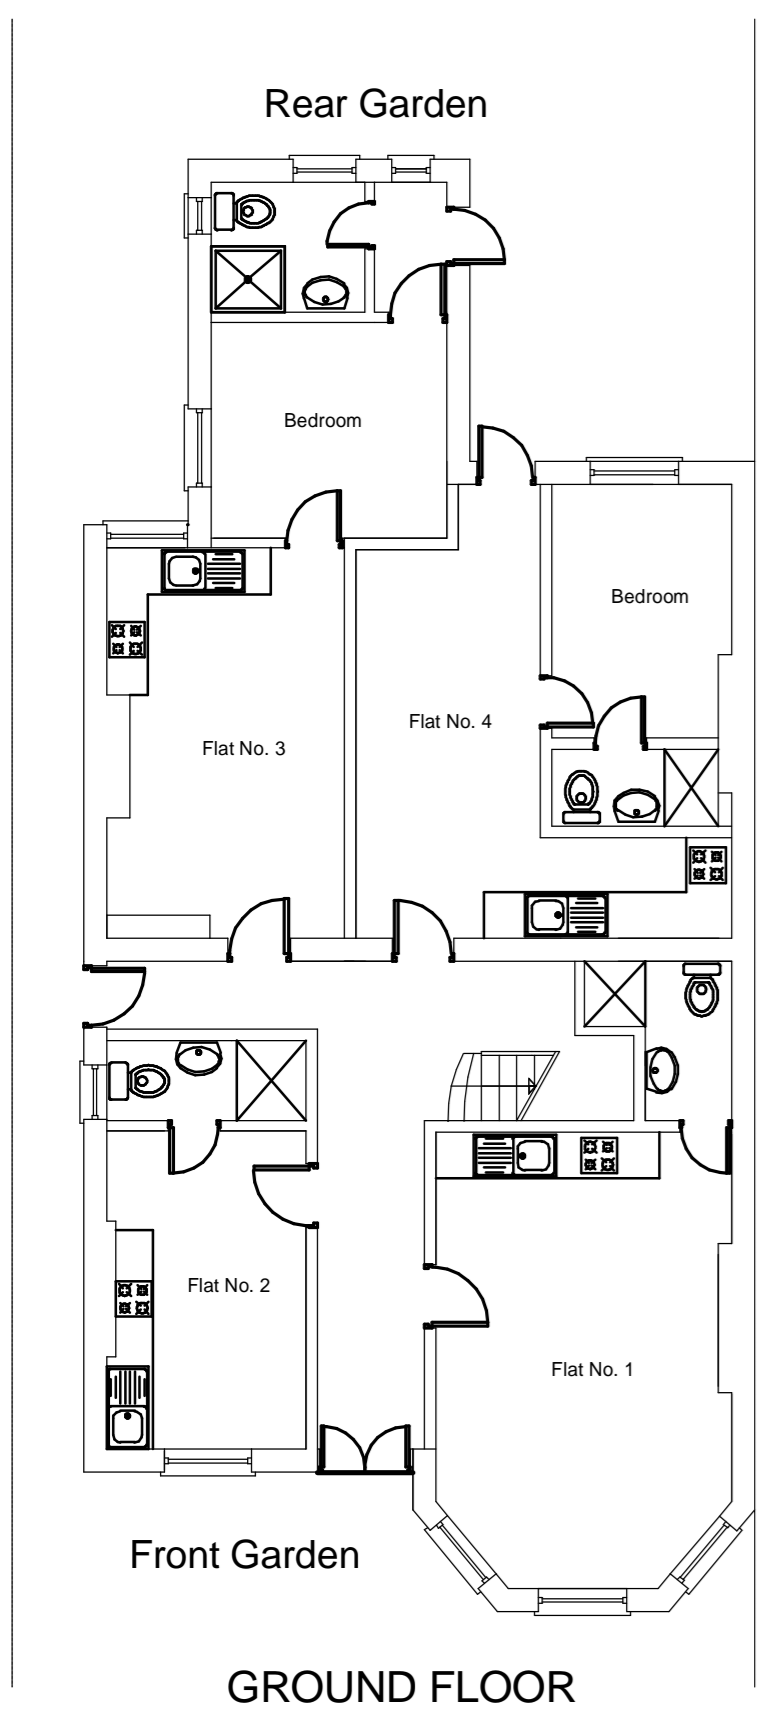 Rear Garden
Bedroom
Bedroom
Flat No. 4
Flat No. 3
Flat No. 2
Flat No. 1
Front Garden
GROUND FLOOR